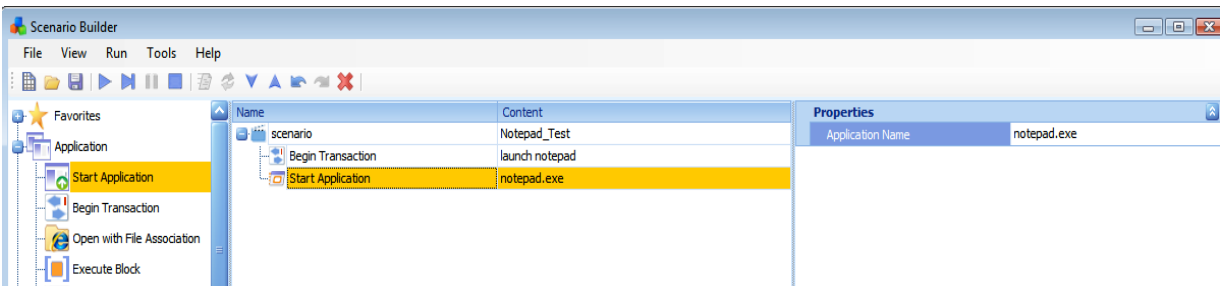 Scenario Builder
File View Run Tools Help
Favorites
Application
Start Application
Begin Transaction
Open with File Association
Execute Block
Name Content
scenario Notepad_Test
Begin Transaction launch notepad
Start Application notepad.exe
Properties
Application Name notepad.exe